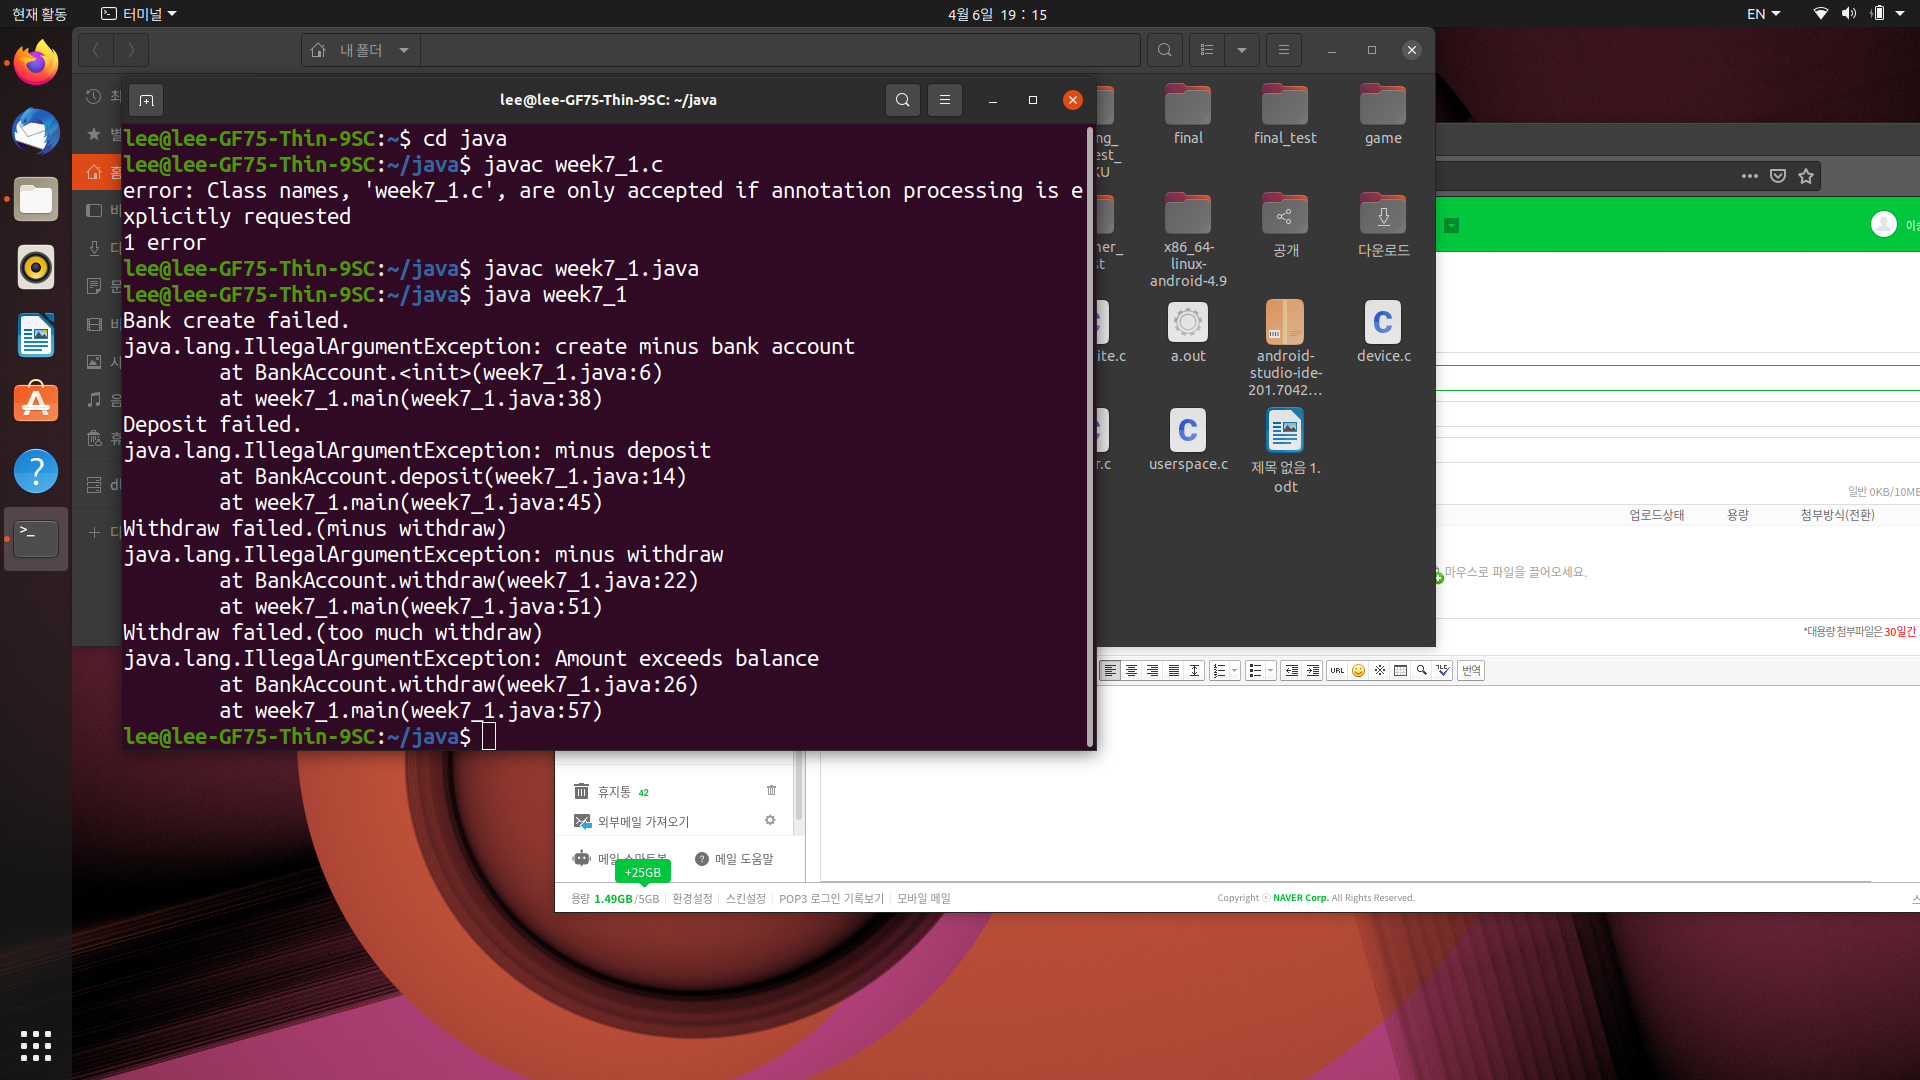 현재 활동
터미널
4월 6일 19 : 15
EN
내 폴더
lee@lee-GF75-Thin-9SC: ~/java
lee@lee-GF75-Thin-9SC:~$ cd java
lee@lee-GF75-Thin-9SC:~/java$ javac week7_1.c
error: Class names, 'week7_1.c', are only accepted if annotation processing is e
xplicitly requested
1 error
lee@lee-GF75-Thin-9SC:~/java$ javac week7_1.java
lee@lee-GF75-Thin-9SC:~/java$ java week7_1
Bank create failed.
java.lang.IllegalArgumentException: create minus bank account
        at BankAccount.<init>(week7_1.java:6)
        at week7_1.main(week7_1.java:38)
Deposit failed.
java.lang.IllegalArgumentException: minus deposit
        at BankAccount.deposit(week7_1.java:14)
        at week7_1.main(week7_1.java:45)
Withdraw failed.(minus withdraw)
java.lang.IllegalArgumentException: minus withdraw
        at BankAccount.withdraw(week7_1.java:22)
        at week7_1.main(week7_1.java:51)
Withdraw failed.(too much withdraw)
java.lang.IllegalArgumentException: Amount exceeds balance
        at BankAccount.withdraw(week7_1.java:26)
        at week7_1.main(week7_1.java:57)
lee@lee-GF75-Thin-9SC:~/java$
final
final_test
game
x86_64-
linux-
android-4.9
공개
다운로드
a.out
android-
studio-ide-
201.7042...
device.c
userspace.c
제목 없음 1.
odt
일반 0KB/10MB
업로드상태
용량
첨부방식(전환)
마우스로 파일을 끌어오세요.
*대용량 첨부파일은 30일간
URL
번역
휴지통 42
외부메일 가져오기
메일 스마트봇
메일 도움말
+25GB
용량 1.49GB/5GB | 환경설정 | 스킨설정 | POP3 로그인 기록보기 | 모바일 메일
Copyright ⓒ NAVER Corp. All Rights Reserved.